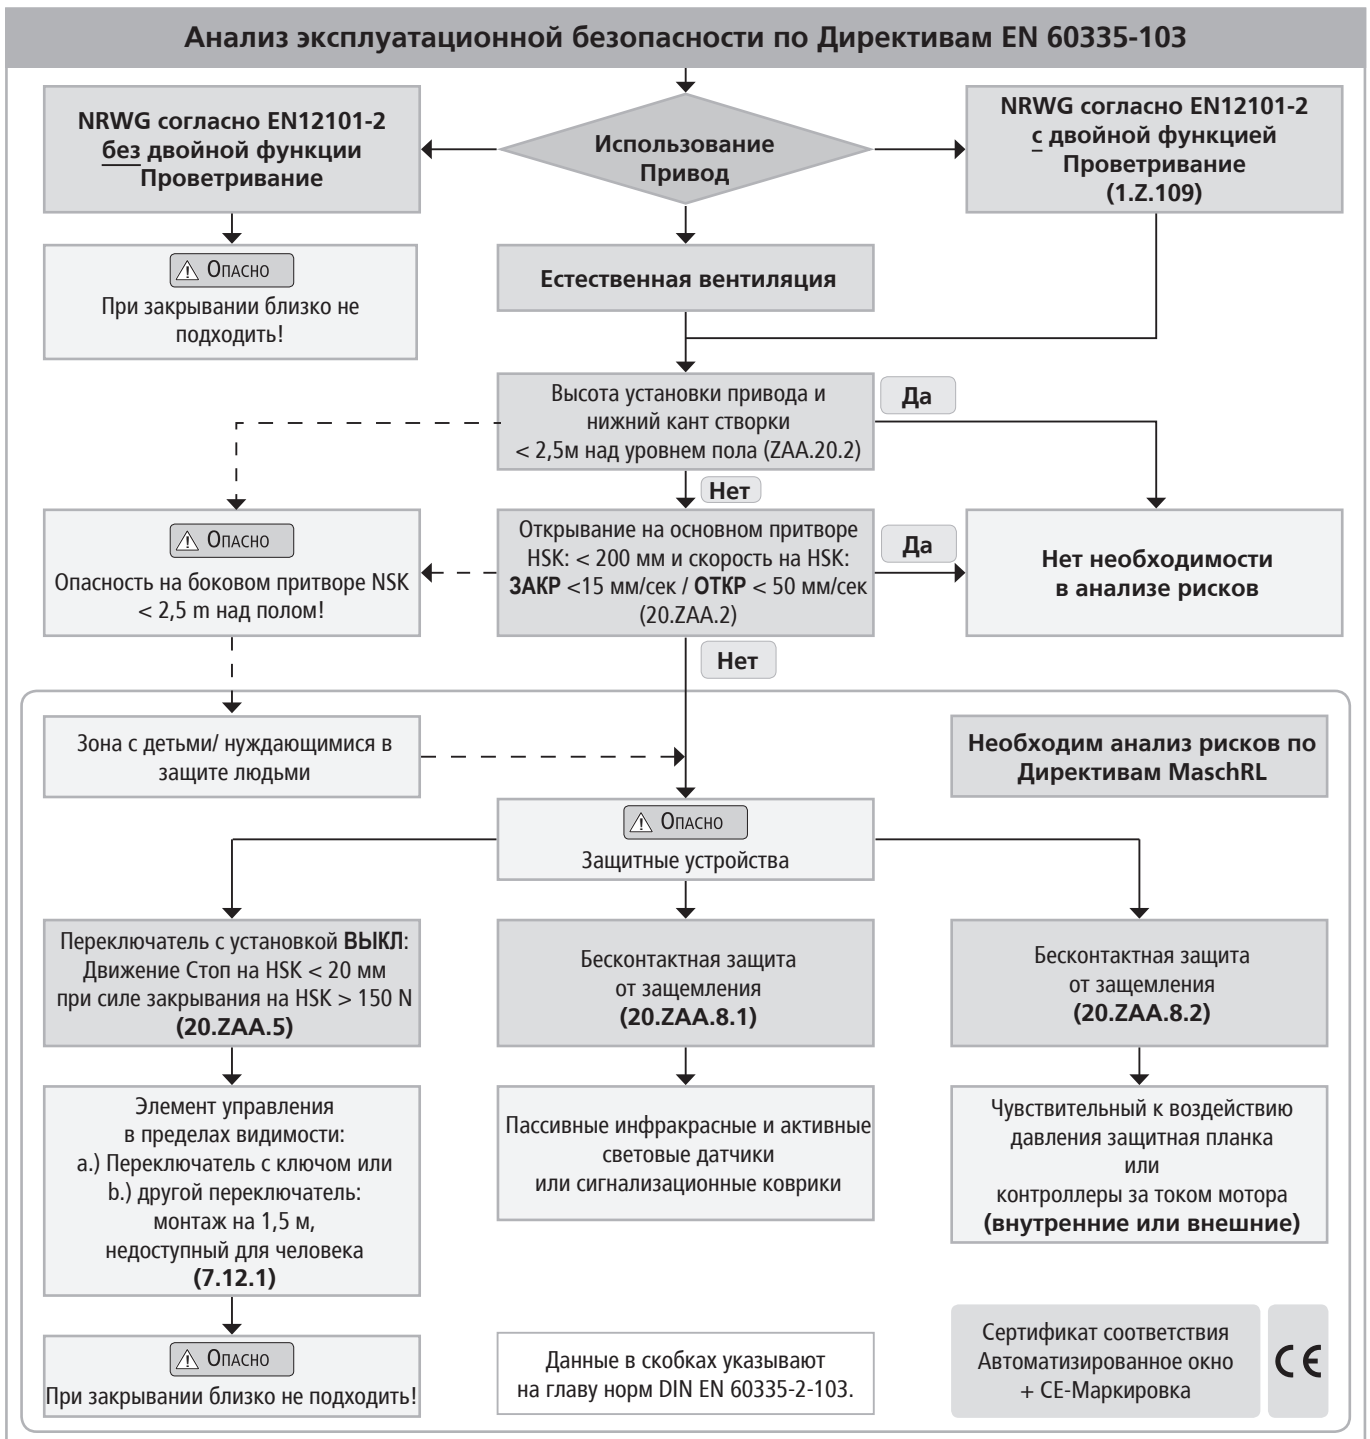 Анализ эксплуатационной безопасности по Директивам EN 60335-103
NRWG согласно EN12101-2
без двойной функции
Проветривание
Использование
Привод
NRWG согласно EN12101-2
с двойной функцией
Проветривание
(1.Z.109)
Опасно
При закрывании близко не
подходить!
Естественная вентиляция
Высота установки привода и
нижний кант створки
< 2,5м над уровнем пола (ZAA.20.2)
Да
Нет
Опасно
Опасность на боковом притворе NSK
< 2,5 m над полом!
Открывание на основном притворе
HSK: < 200 мм и скорость на HSK:
ЗАКР <15 мм/сек / ОТКР < 50 мм/сек
(20.ZAA.2)
Да
Нет необходимости
в анализе рисков
Нет
Зона с детьми/ нуждающимися в
защите людьми
Необходим анализ рисков по
Директивам MaschRL
Опасно
Защитные устройства
Переключатель с установкой ВЫКЛ:
Движение Стоп на HSK < 20 мм
при силе закрывания на HSK > 150 N
(20.ZAA.5)
Бесконтактная защита
от защемления
(20.ZAA.8.1)
Бесконтактная защита
от защемления
(20.ZAA.8.2)
Элемент управления
в пределах видимости:
a.) Переключатель с ключом или
b.) другой переключатель:
монтаж на 1,5 м,
недоступный для человека
(7.12.1)
Пассивные инфракрасные и активные
световые датчики
или сигнализационные коврики
Чувствительный к воздействию
давления защитная планка
или
контроллеры за током мотора
(внутренние или внешние)
Опасно
При закрывании близко не подходить!
Данные в скобках указывают
на главу норм DIN EN 60335-2-103.
Сертификат соответствия
Автоматизированное окно
+ CE-Маркировка
CE